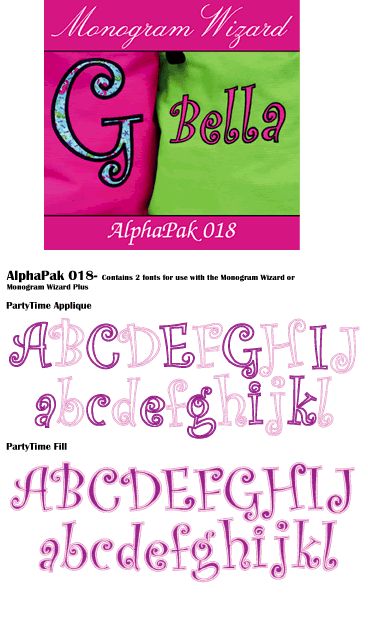 Monogram Wizard
G
Bella
AlphaPak 018
AlphaPak 018- Contains 2 fonts for use with the Monogram Wizard or
Monogram Wizard Plus
PartyTime Applique
ABCDEFGHIJ
abcdefghijkl
PartyTime Fill
ABCDEFGHIJ
abcdefghijkl